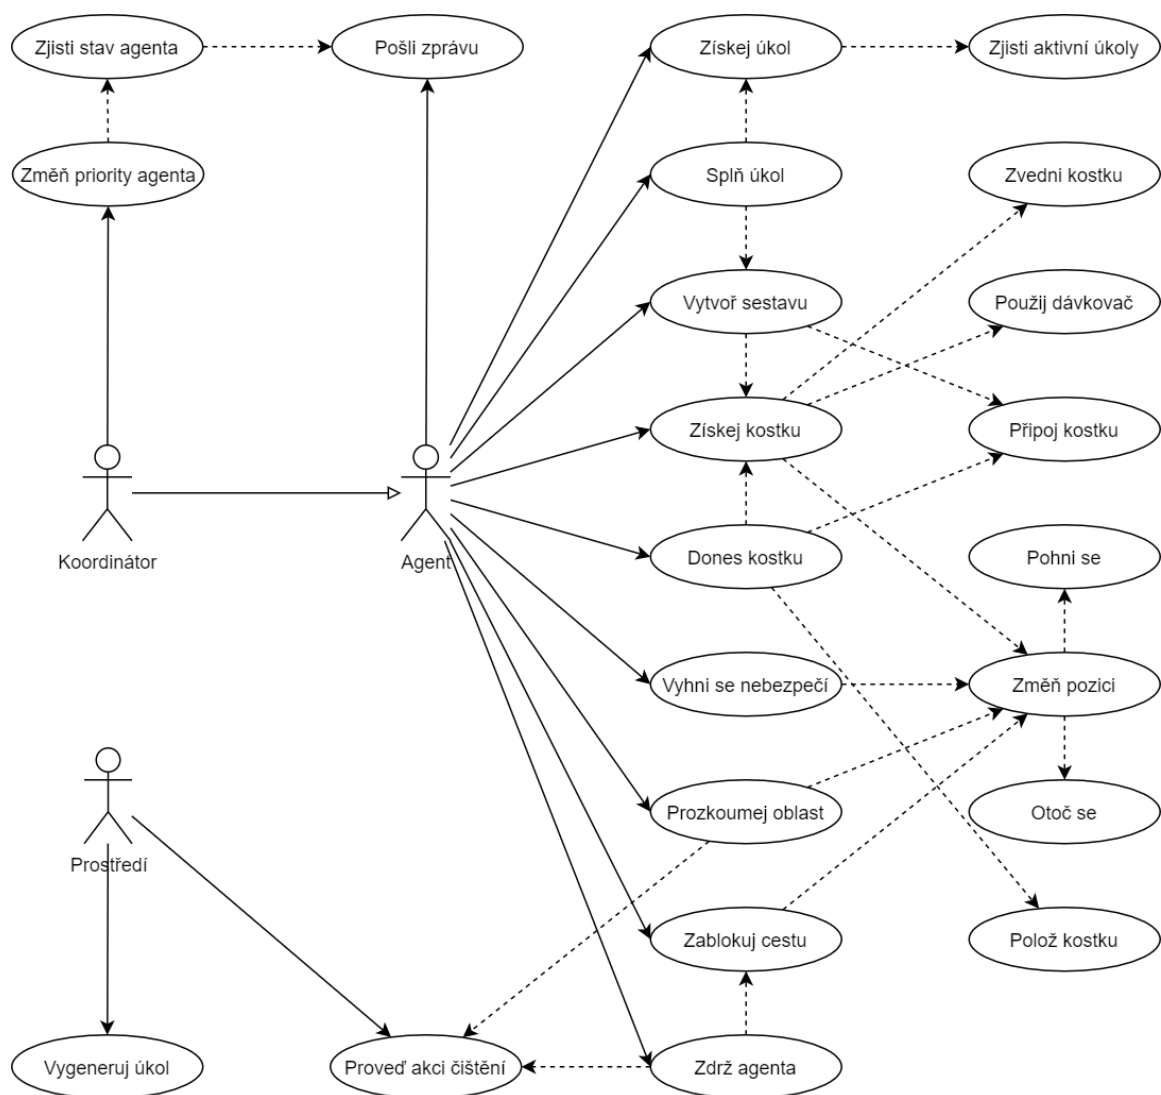 Zjisti stav agenta
Pošli zprávu
Získej úkol
Zjisti aktivní úkoly
Změň priority agenta
Splň úkol
Zvedni kostku
Vytvoř sestavu
Použij dávkovač
Získej kostku
Připoj kostku
Koordinátor
Agent
Dones kostku
Pohni se
Vyhni se nebezpečí
Změň pozici
Prostředí
Prozkoumej oblast
Otoč se
Zablokuj cestu
Polož kostku
Vygeneruj úkol
Proveď akci čištění
Zdrž agenta